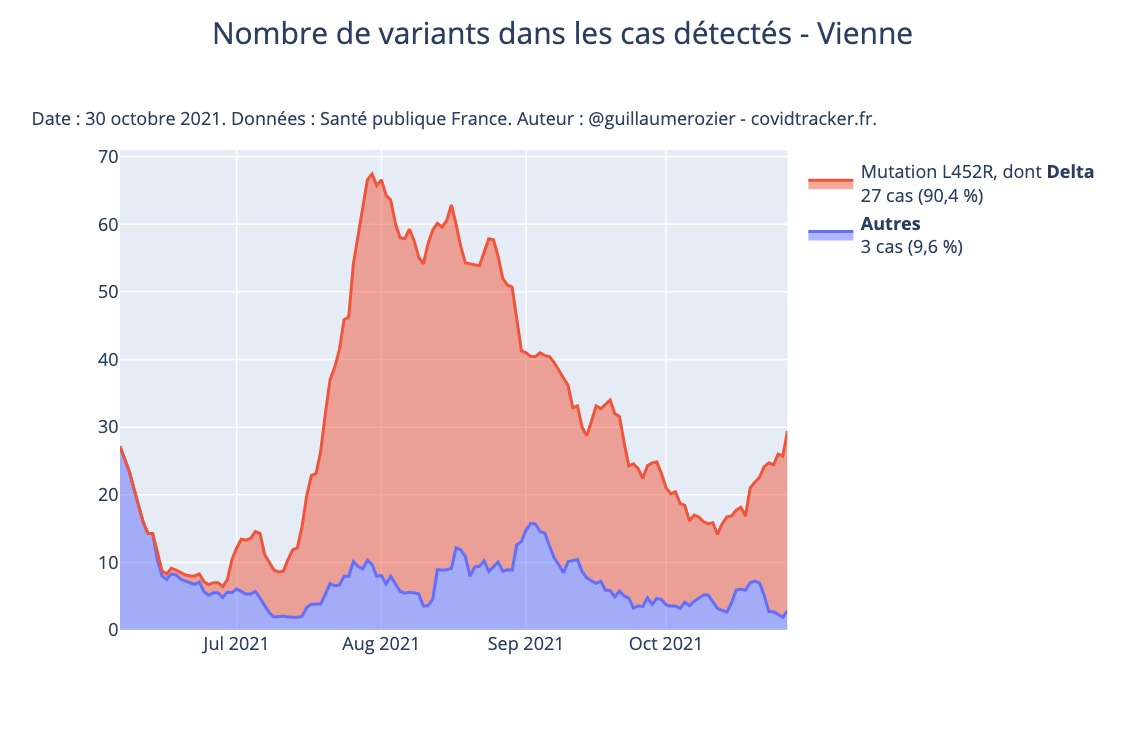 Nombre de variants dans les cas détectés - Vienne
Date : 30 octobre 2021. Données : Santé publique France. Auteur : @guillaumerozier - covidtracker.fr.
70
60
50
40
30
20
10
0
Jul 2021
Aug 2021
Sep 2021
Oct 2021
Mutation L452R, dont Delta
27 cas (90,4 %)
Autres
3 cas (9,6 %)